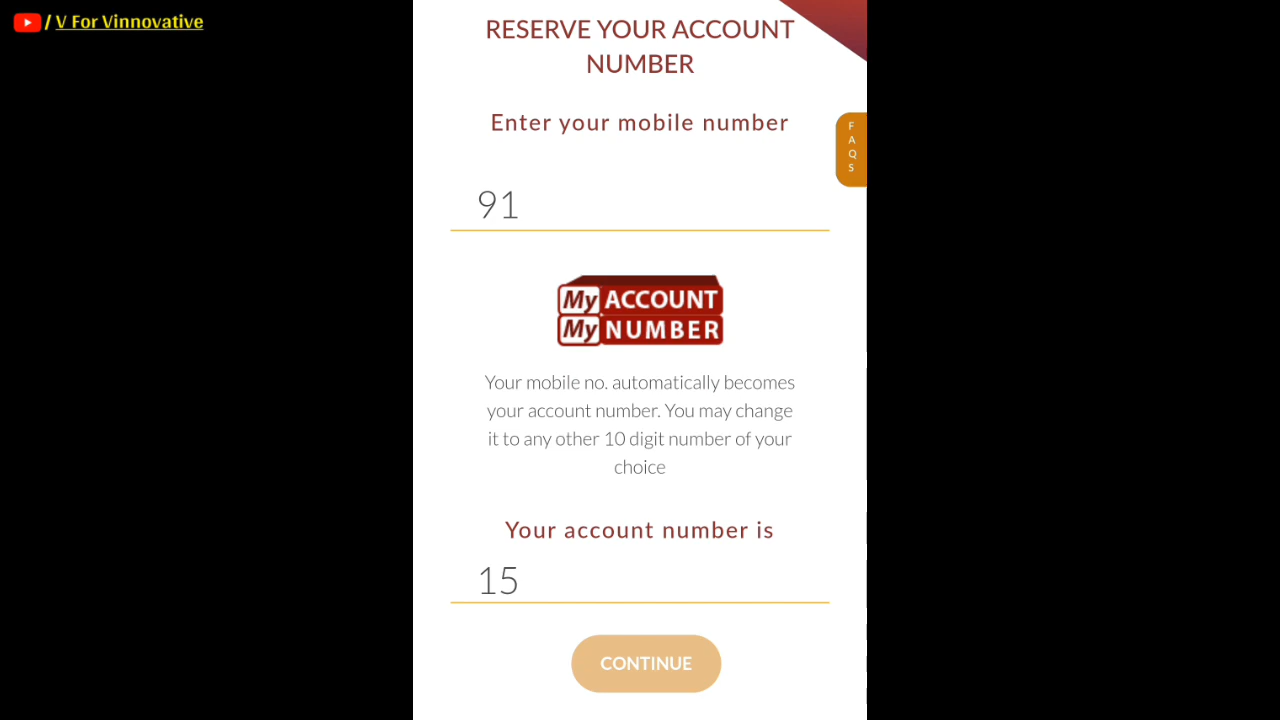 / V For Vinnovative
RESERVE YOUR ACCOUNT
NUMBER
Enter your mobile number
FAQS
91
My ACCOUNT
My NUMBER
Your mobile no. automatically becomes
your account number. You may change
it to any other 10 digit number of your
choice
Your account number is
15
CONTINUE